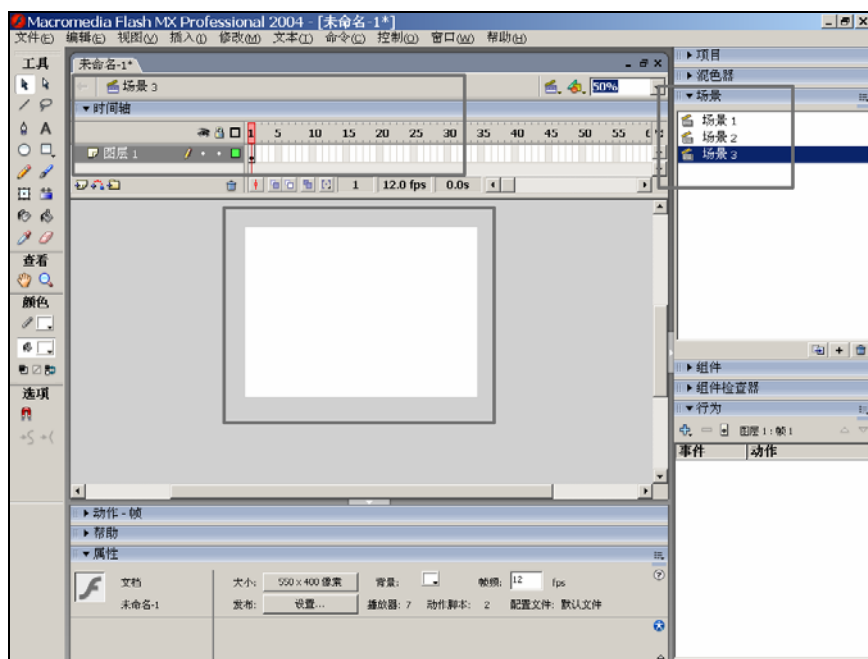 Macromedia Flash MX Professional 2004 - [未命名-1*]
文件(F) 编辑(E) 视图(V) 插入(I) 修改(M) 文本(T) 命令(C) 控制(O) 窗口(W) 帮助(H)
工具
查看
颜色
选项
未命名-1*
场景 3
50%
时间轴
1 5 10 15 20 25 30 35 40 45 50 55
图层 1
1 12.0 fps 0.0s
动作 - 帧
帮助
属性
文档
未命名-1
大小: 550 x 400 像素 背景: 帧频: 12 fps
发布: 设置... 播放器: 7 动作脚本: 2 配置文件: 默认文件
项目
混色器
场景
场景 1
场景 2
场景 3
组件
组件检查器
行为
图层 1: 帧 1
事件 动作